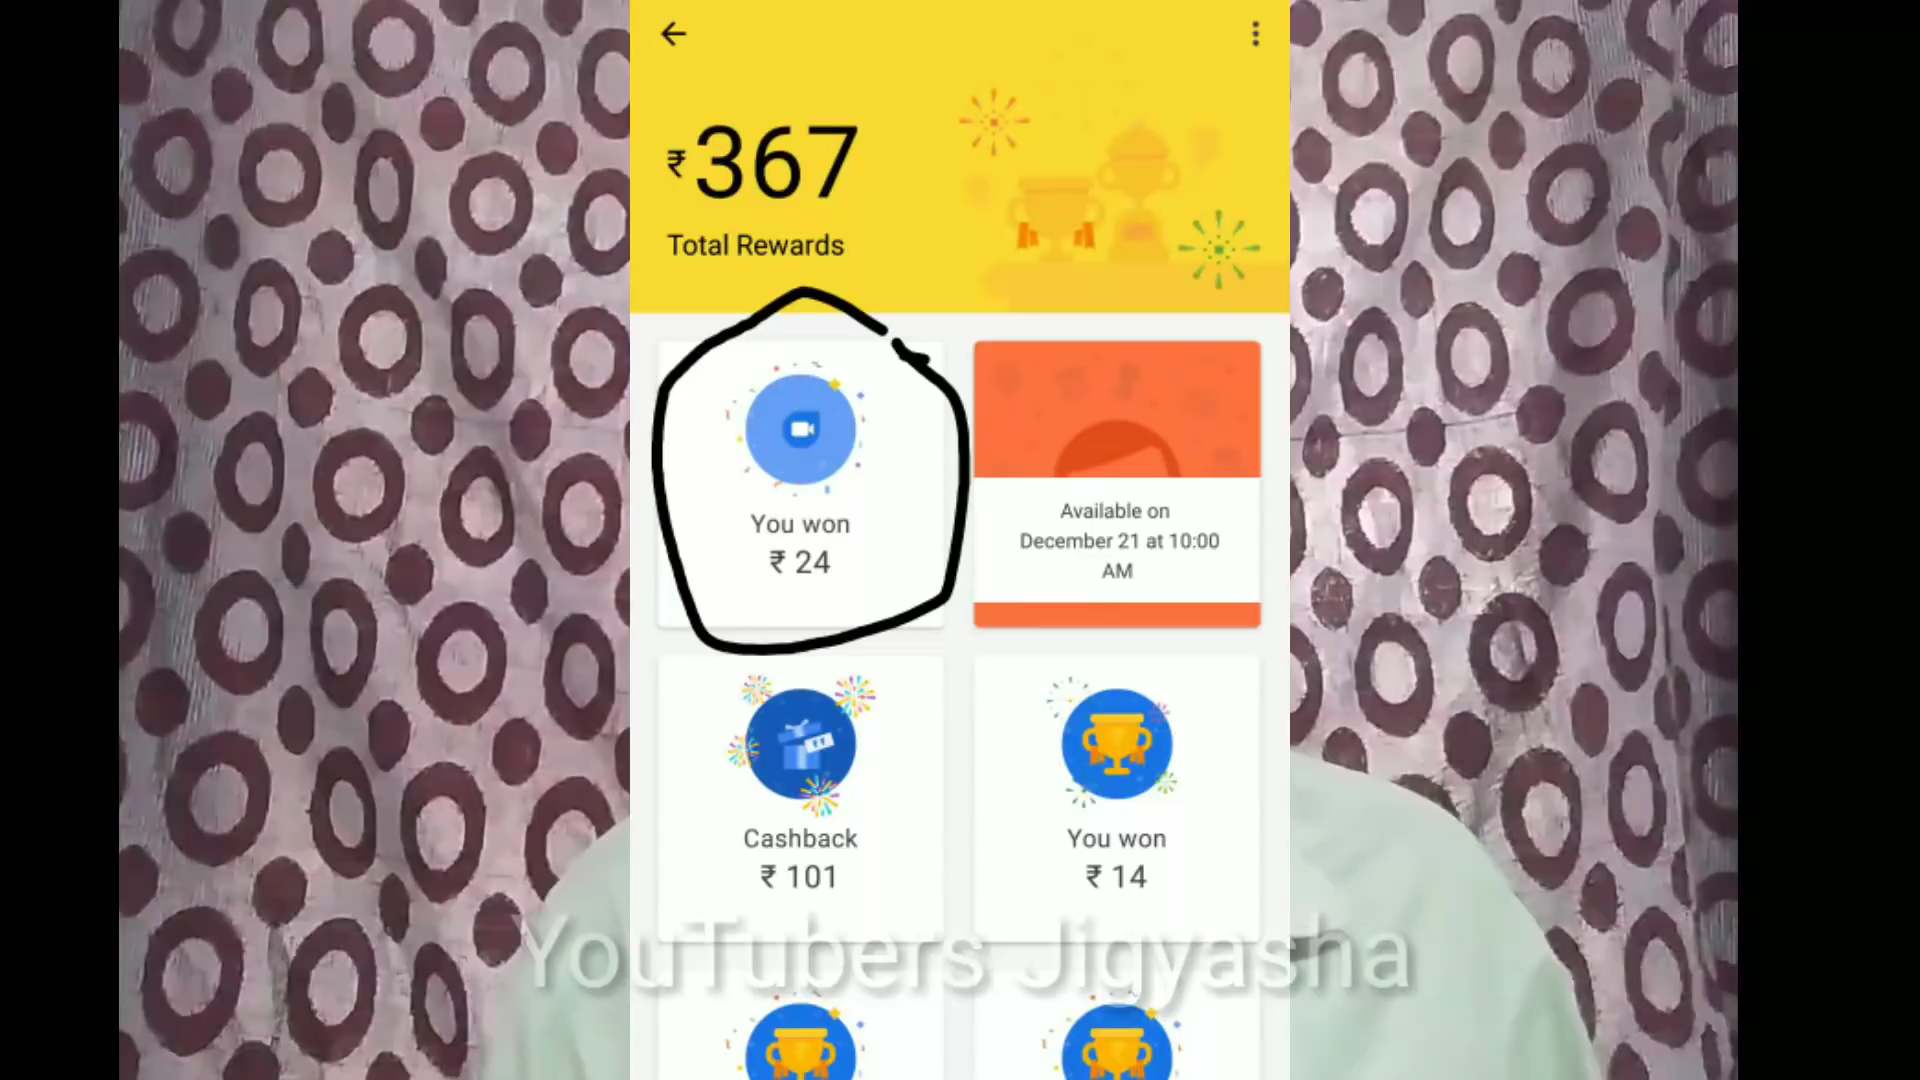 ₹367
Total Rewards
You won
₹ 24
Available on
December 21 at 10:00
AM
Cashback
₹ 101
You won
₹ 14
YouTubers Jigyasha